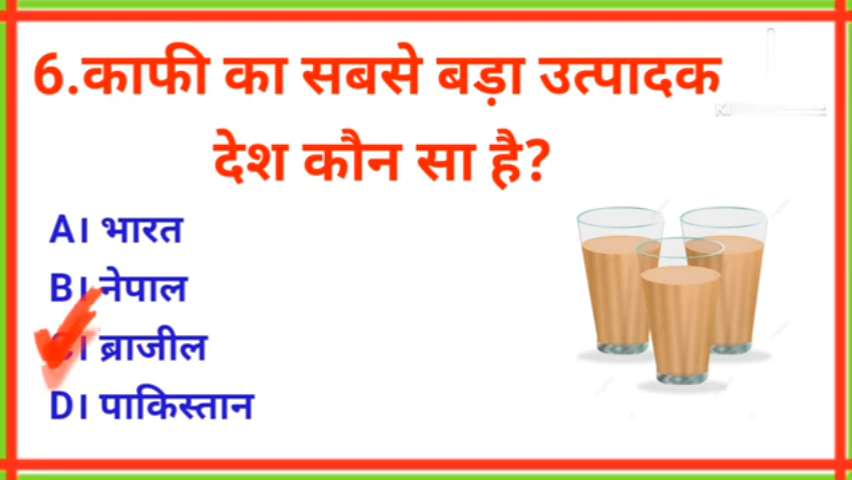 6.काफी का सबसे बड़ा उत्पादक
देश कौन सा है?
A। भारत
B। नेपाल
C। ब्राजील
D। पाकिस्तान